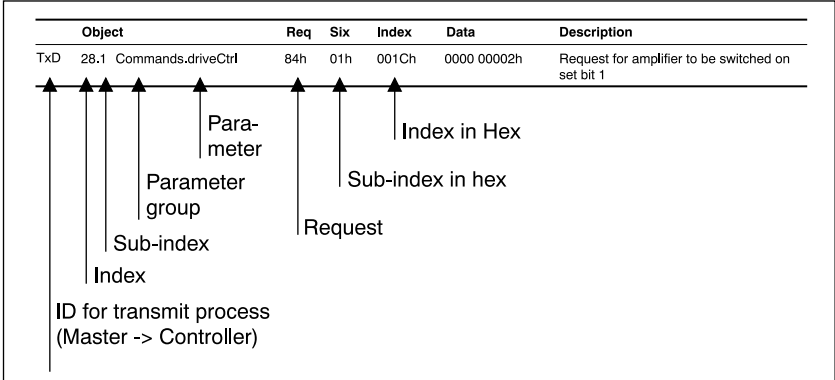 Object Req Six Index Data Description
TxD 28.1 Commands.driveCtrl 84h 01h 001Ch 0000 00002h Request for amplifier to be switched on
set bit 1
Para-
meter
Index in Hex
Parameter
group
Sub-index in hex
Request
Sub-index
Index
ID for transmit process
(Master -> Controller)